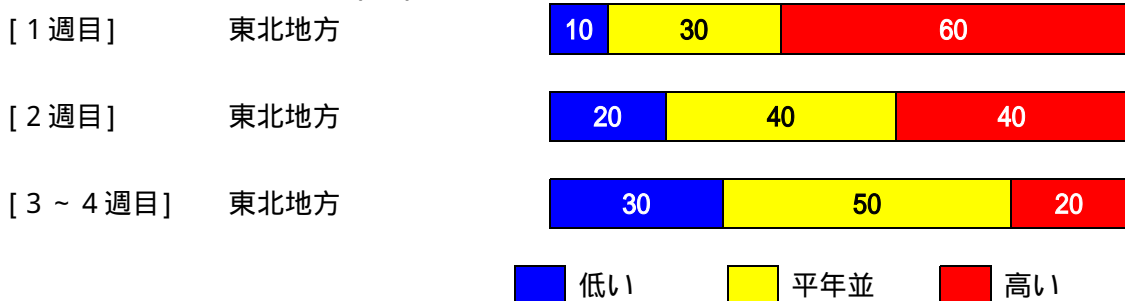 [１週目] 東北地方 10 30 60
[２週目] 東北地方 20 40 40
[３～４週目] 東北地方 30 50 20
低い 平年並 高い